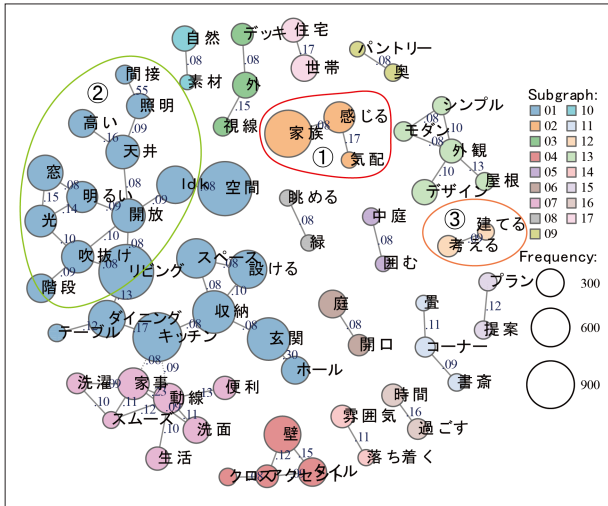 自然
.08
素材
デッキ
.08
外
.15
視線
住宅
.17
世帯
パントリー
.08
奥
間接
.55
照明
②
高い
.16
.09
天井
窓
.08
.15
明るい
.14
.09
光
開放
.10
.10
.08
吹抜け
.09
.08
階段
リビング
ldk
.08
空間
家族
.08
感じる
①
.17
気配
シンプル
.08
モダン
.10
外観
.13
.10
屋根
デザイン
眺める
.08
緑
中庭
.08
囲む
③
建てる
考える
スペース
.08
設ける
.08
.10
.13
ダイニング
テーブル
.17
キッチン
.08
収納
.08
玄関
.30
ホール
庭
.08
開口
畳
.11
コーナー
.09
書斎
プラン
.12
提案
.08
.09
洗濯
.09
家事
.13
便利
動線
.10
.11
.12
.11
スムーズ
洗面
.10
生活
時間
.16
過ごす
雰囲気
.11
落ち着く
壁
.12
.15
クロス
アクセント
タイル
Subgraph:
01 10
02 11
03 12
04 13
05 14
06 15
07 16
08 17
09
Frequency:
300
600
900